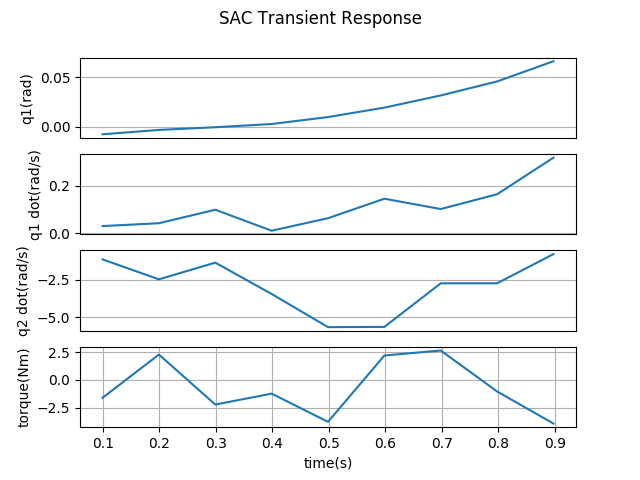 SAC Transient Response
q1(rad)
0.05
0.00
q1 dot(rad/s)
0.2
0.0
q2 dot(rad/s)
−2.5
−5.0
torque(Nm)
2.5
0.0
−2.5
0.1 0.2 0.3 0.4 0.5 0.6 0.7 0.8 0.9
time(s)